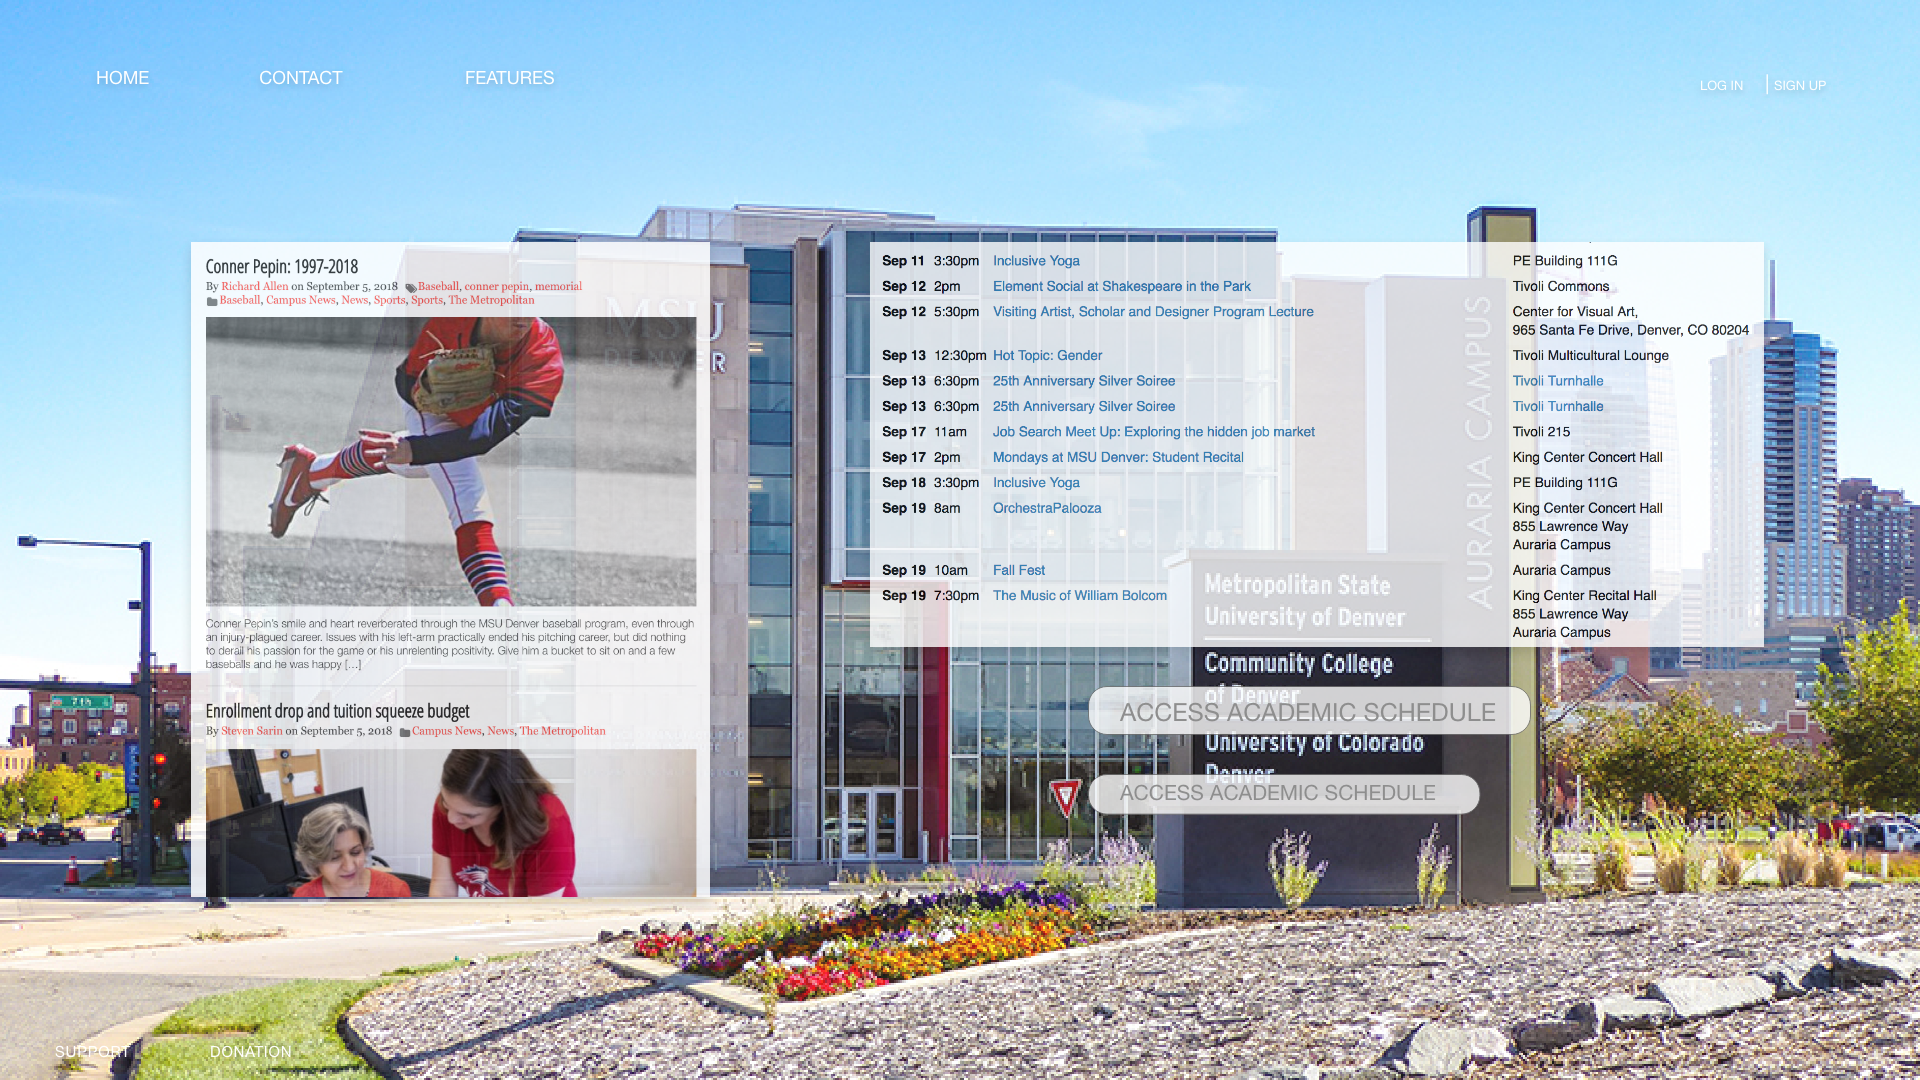 HOME CONTACT FEATURES
LOG IN | SIGN UP
Conner Pepin: 1997-2018
By Richard Allen on September 5, 2018 Baseball, conner pepin, memorial
Baseball, Campus News, News, Sports, Sports, The Metropolitan
MSU
DENVER
Conner Pepin's smile and heart reverberated through the MSU Denver baseball program, even through
an injury-plagued career. Issues with his left-arm practically ended his pitching career, but did nothing
to derail his passion for the game or his unrelenting positivity. Give him a bucket to sit on and a few
baseballs and he was happy [...]
Enrollment drop and tuition squeeze budget
By Steven Sarin on September 5, 2018 Campus News, News, The Metropolitan
Sep 11 3:30pm Inclusive Yoga PE Building 111G
Sep 12 2pm Element Social at Shakespeare in the Park Tivoli Commons
Sep 12 5:30pm Visiting Artist, Scholar and Designer Program Lecture Center for Visual Art,
965 Santa Fe Drive, Denver, CO 80204
Sep 13 12:30pm Hot Topic: Gender Tivoli Multicultural Lounge
Sep 13 6:30pm 25th Anniversary Silver Soiree Tivoli Turnhalle
Sep 13 6:30pm 25th Anniversary Silver Soiree Tivoli Turnhalle
Sep 17 11am Job Search Meet Up: Exploring the hidden job market Tivoli 215
Sep 17 2pm Mondays at MSU Denver: Student Recital King Center Concert Hall
Sep 18 3:30pm Inclusive Yoga PE Building 111G
Sep 19 8am OrchestraPalooza King Center Concert Hall
855 Lawrence Way
Auraria Campus
Sep 19 10am Fall Fest Auraria Campus
Sep 19 7:30pm The Music of William Bolcom King Center Recital Hall
855 Lawrence Way
Auraria Campus
AURARIA CAMPUS
Metropolitan State
University of Denver
Community College
of Denver
ACCESS ACADEMIC SCHEDULE
University of Colorado
Denver
ACCESS ACADEMIC SCHEDULE
7th
SUPPORT DONATION